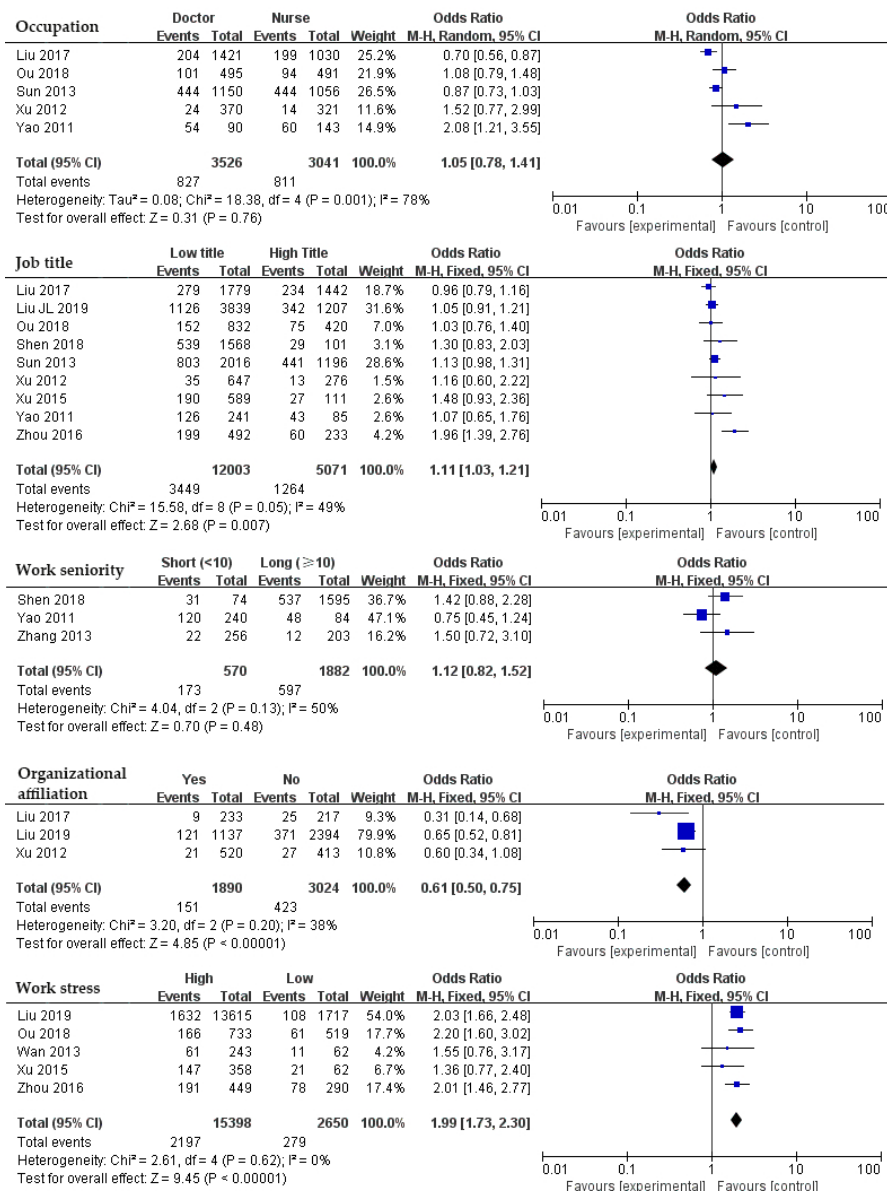 Occupation Doctor Nurse Odds Ratio Odds Ratio
Events Total Events Total Weight M-H, Random, 95% CI M-H, Random, 95% CI
Liu 2017 204 1421 199 1030 25.2% 0.70 [0.56, 0.87]
Ou 2018 101 495 94 491 21.9% 1.08 [0.79, 1.48]
Sun 2013 444 1150 444 1056 26.5% 0.87 [0.73, 1.03]
Xu 2012 24 370 14 321 11.6% 1.52 [0.77, 2.99]
Yao 2011 54 90 60 143 14.9% 2.08 [1.21, 3.55]
Total (95% CI) 3526 3041 100.0% 1.05 [0.78, 1.41]
Total events 827 811
Heterogeneity: Tau² = 0.08; Chi² = 18.38, df = 4 (P = 0.001); I² = 78%
Test for overall effect: Z = 0.31 (P = 0.76)
0.01 0.1 1 10 100
Favours [experimental] Favours [control]
Job title Low title High Title Odds Ratio Odds Ratio
Events Total Events Total Weight M-H, Fixed, 95% CI M-H, Fixed, 95% CI
Liu 2017 279 1779 234 1442 18.7% 0.96 [0.79, 1.16]
Liu JL 2019 1126 3839 342 1207 31.6% 1.05 [0.91, 1.21]
Ou 2018 152 832 75 420 7.0% 1.03 [0.76, 1.40]
Shen 2018 539 1568 29 101 3.1% 1.30 [0.83, 2.03]
Sun 2013 803 2016 441 1196 28.6% 1.13 [0.98, 1.31]
Xu 2012 35 647 13 276 1.5% 1.16 [0.60, 2.22]
Xu 2015 190 589 27 111 2.6% 1.48 [0.93, 2.36]
Yao 2011 126 241 43 85 2.6% 1.07 [0.65, 1.76]
Zhou 2016 199 492 60 233 4.2% 1.96 [1.39, 2.76]
Total (95% CI) 12003 5071 100.0% 1.11 [1.03, 1.21]
Total events 3449 1264
Heterogeneity: Chi² = 15.58, df = 8 (P = 0.05); I² = 49%
Test for overall effect: Z = 2.68 (P = 0.007)
0.01 0.1 1 10 100
Favours [experimental] Favours [control]
Work seniority Short (<10) Long (≥10) Odds Ratio Odds Ratio
Events Total Events Total Weight M-H, Fixed, 95% CI M-H, Fixed, 95% CI
Shen 2018 31 74 537 1595 36.7% 1.42 [0.88, 2.28]
Yao 2011 120 240 48 84 47.1% 0.75 [0.45, 1.24]
Zhang 2013 22 256 12 203 16.2% 1.50 [0.72, 3.10]
Total (95% CI) 570 1882 100.0% 1.12 [0.82, 1.52]
Total events 173 597
Heterogeneity: Chi² = 4.04, df = 2 (P = 0.13); I² = 50%
Test for overall effect: Z = 0.70 (P = 0.48)
0.01 0.1 1 10 100
Favours [experimental] Favours [control]
Organizational Yes No Odds Ratio Odds Ratio
affiliation Events Total Events Total Weight M-H, Fixed, 95% CI M-H, Fixed, 95% CI
Liu 2017 9 233 25 217 9.3% 0.31 [0.14, 0.68]
Liu 2019 121 1137 371 2394 79.9% 0.65 [0.52, 0.81]
Xu 2012 21 520 27 413 10.8% 0.60 [0.34, 1.08]
Total (95% CI) 1890 3024 100.0% 0.61 [0.50, 0.75]
Total events 151 423
Heterogeneity: Chi² = 3.20, df = 2 (P = 0.20); I² = 38%
Test for overall effect: Z = 4.85 (P < 0.00001)
0.01 0.1 1 10 100
Favours [experimental] Favours [control]
Work stress High Low Odds Ratio Odds Ratio
Events Total Events Total Weight M-H, Fixed, 95% CI M-H, Fixed, 95% CI
Liu 2019 1632 13615 108 1717 54.0% 2.03 [1.66, 2.48]
Ou 2018 166 733 61 519 17.7% 2.20 [1.60, 3.02]
Wan 2013 61 243 11 62 4.2% 1.55 [0.76, 3.17]
Xu 2015 147 358 21 62 6.7% 1.36 [0.77, 2.40]
Zhou 2016 191 449 78 290 17.4% 2.01 [1.46, 2.77]
Total (95% CI) 15398 2650 100.0% 1.99 [1.73, 2.30]
Total events 2197 279
Heterogeneity: Chi² = 2.61, df = 4 (P = 0.62); I² = 0%
Test for overall effect: Z = 9.45 (P < 0.00001)
0.01 0.1 1 10 100
Favours [experimental] Favours [control]